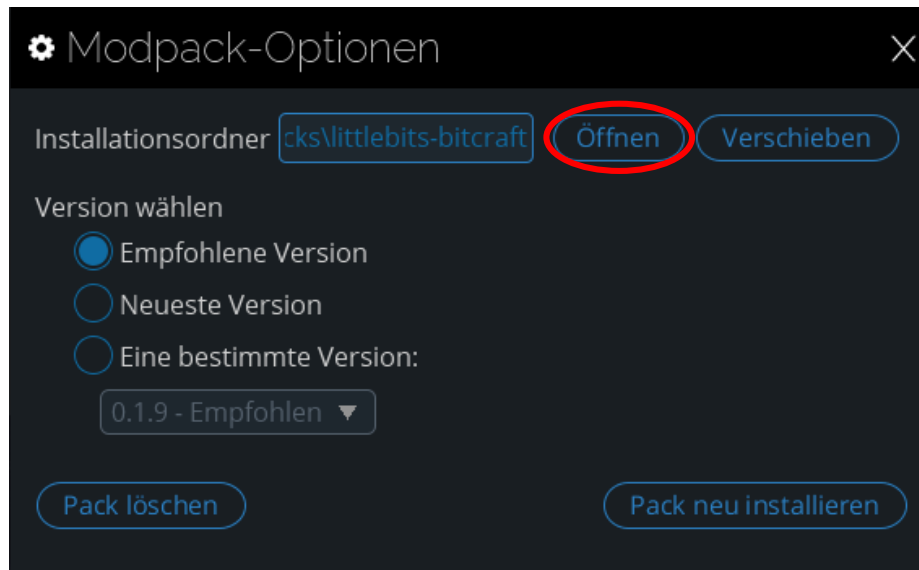 Modpack-Optionen
Installationsordner cks\littlebits-bitcraft Öffnen Verschieben
Version wählen
Empfohlene Version
Neueste Version
Eine bestimmte Version:
0.1.9 - Empfohlen
Pack löschen Pack neu installieren